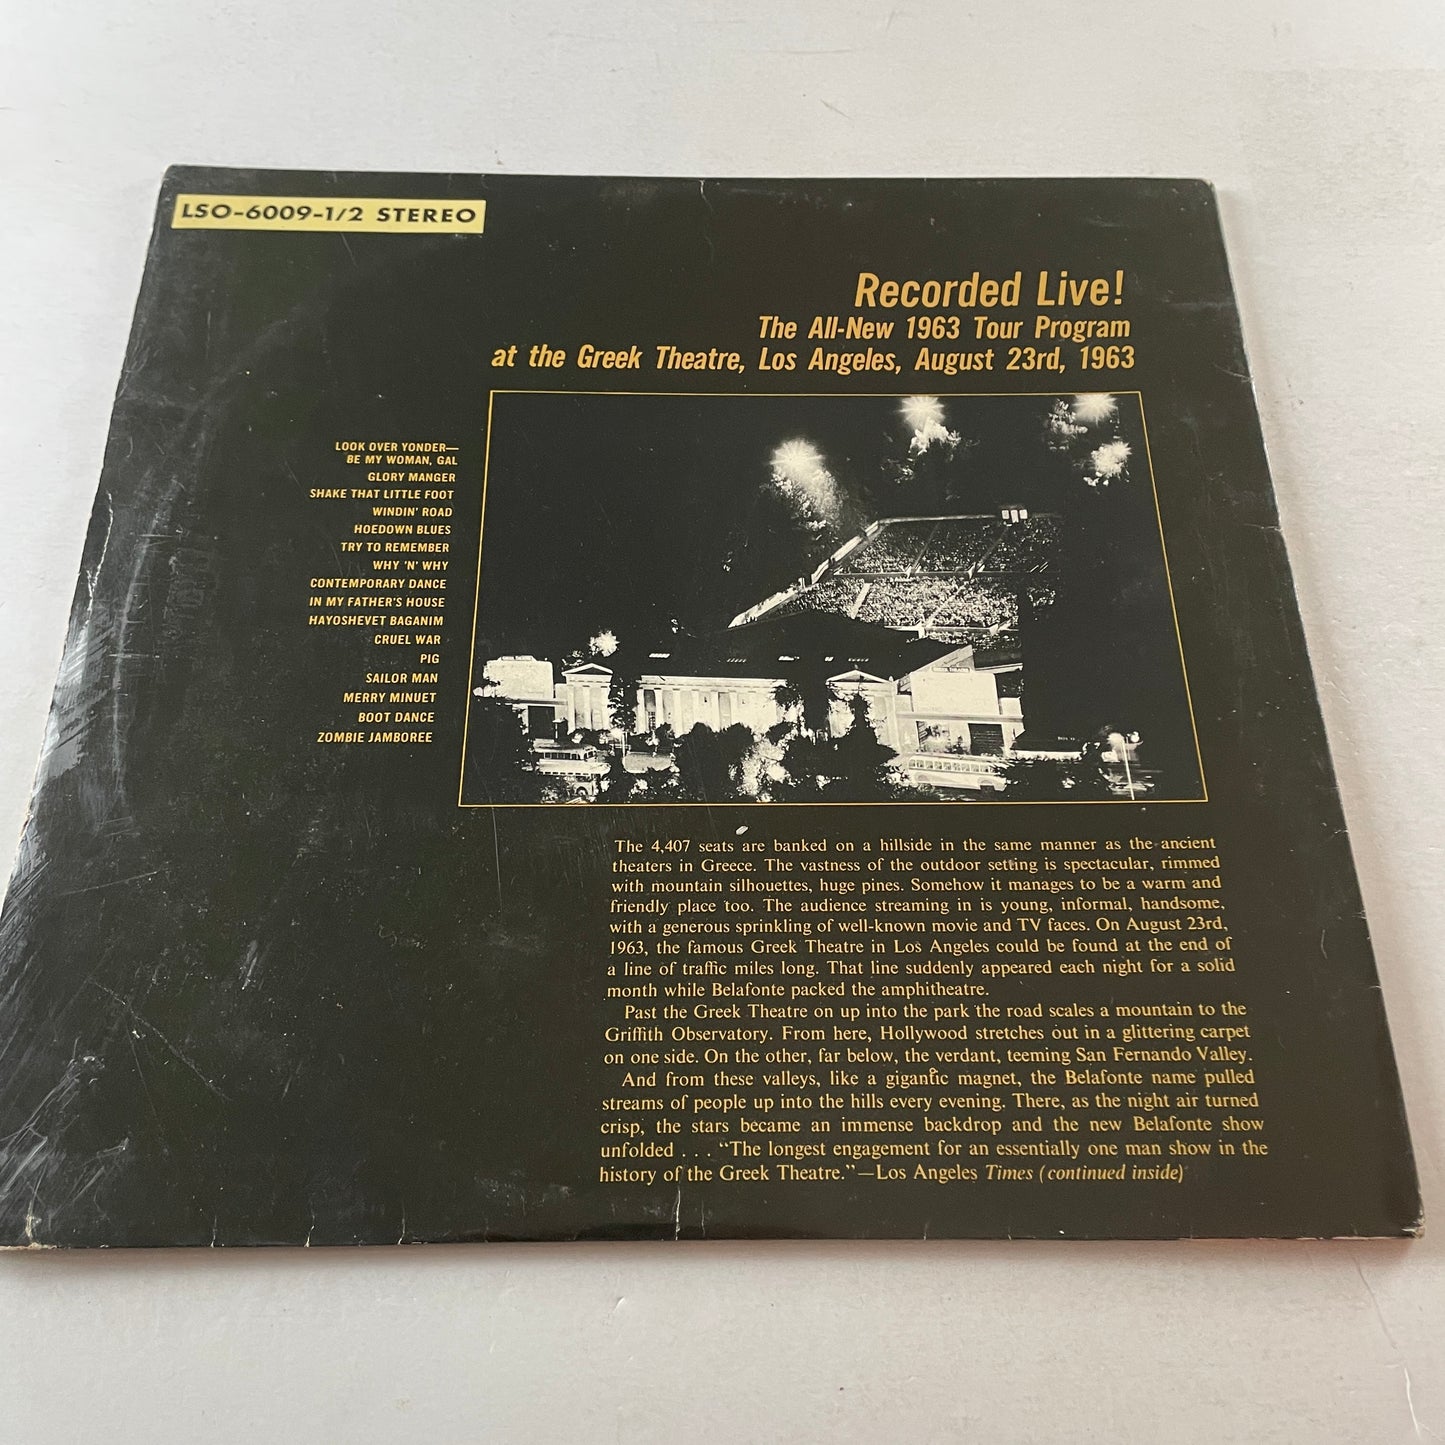 LSO-6009-1/2 STEREO
Recorded Live!
The All-New 1963 Tour Program
at the Greek Theatre, Los Angeles, August 23rd, 1963
LOOK OVER YONDER—
BE MY WOMAN, GAL
GLORY MANGER
SHAKE THAT LITTLE FOOT
WINDIN' ROAD
HOEDOWN BLUES
TRY TO REMEMBER
WHY 'N' WHY
CONTEMPORARY DANCE
IN MY FATHER'S HOUSE
HAYOSHEVET BAGANIM
CRUEL WAR
PIG
SAILOR MAN
MERRY MINUET
BOOT DANCE
ZOMBIE JAMBOREE
The 4,407 seats are banked on a hillside in the same manner as the ancient
theaters in Greece. The vastness of the outdoor setting is spectacular, rimmed
with mountain silhouettes, huge pines. Somehow it manages to be a warm and
friendly place too. The audience streaming in is young, informal, handsome,
with a generous sprinkling of well-known movie and TV faces. On August 23rd,
1963, the famous Greek Theatre in Los Angeles could be found at the end of
a line of traffic miles long. That line suddenly appeared each night for a solid
month while Belafonte packed the amphitheatre.
Past the Greek Theatre on up into the park the road scales a mountain to the
Griffith Observatory. From here, Hollywood stretches out in a glittering carpet
on one side. On the other, far below, the verdant, teeming San Fernando Valley.
And from these valleys, like a gigantic magnet, the Belafonte name pulled
streams of people up into the hills every evening. There, as the night air turned
crisp, the stars became an immense backdrop and the new Belafonte show
unfolded . . . "The longest engagement for an essentially one man show in the
history of the Greek Theatre."—Los Angeles Times (continued inside)